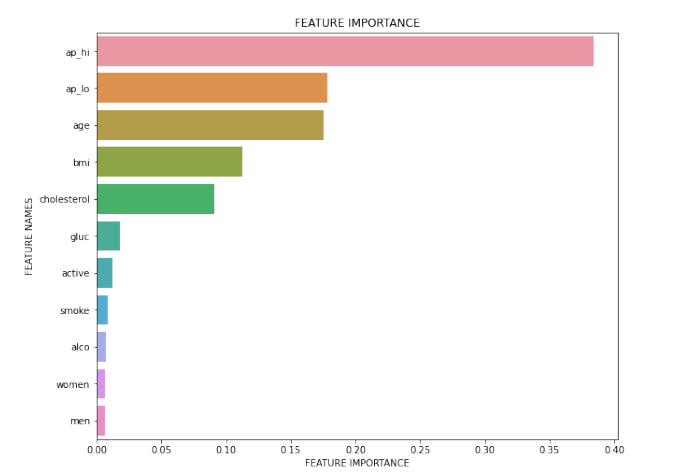 FEATURE IMPORTANCE
FEATURE NAMES
ap_hi
ap_lo
age
bmi
cholesterol
gluc
active
smoke
alco
women
men
0.00 0.05 0.10 0.15 0.20 0.25 0.30 0.35 0.40
FEATURE IMPORTANCE